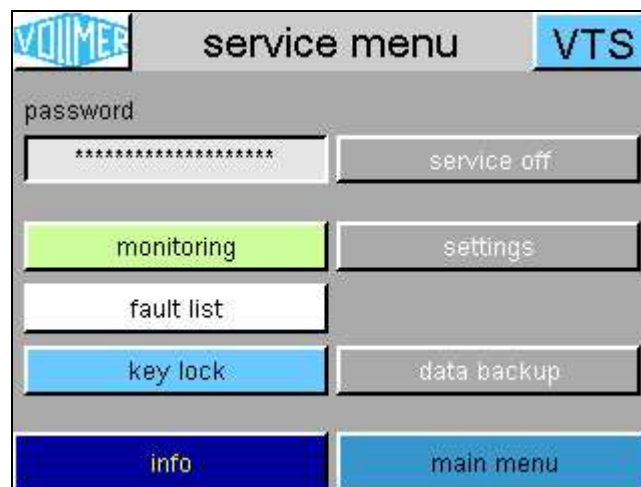 VOLLMER service menu VTS
password
********************
service off
monitoring
settings
fault list
key lock
data backup
info
main menu